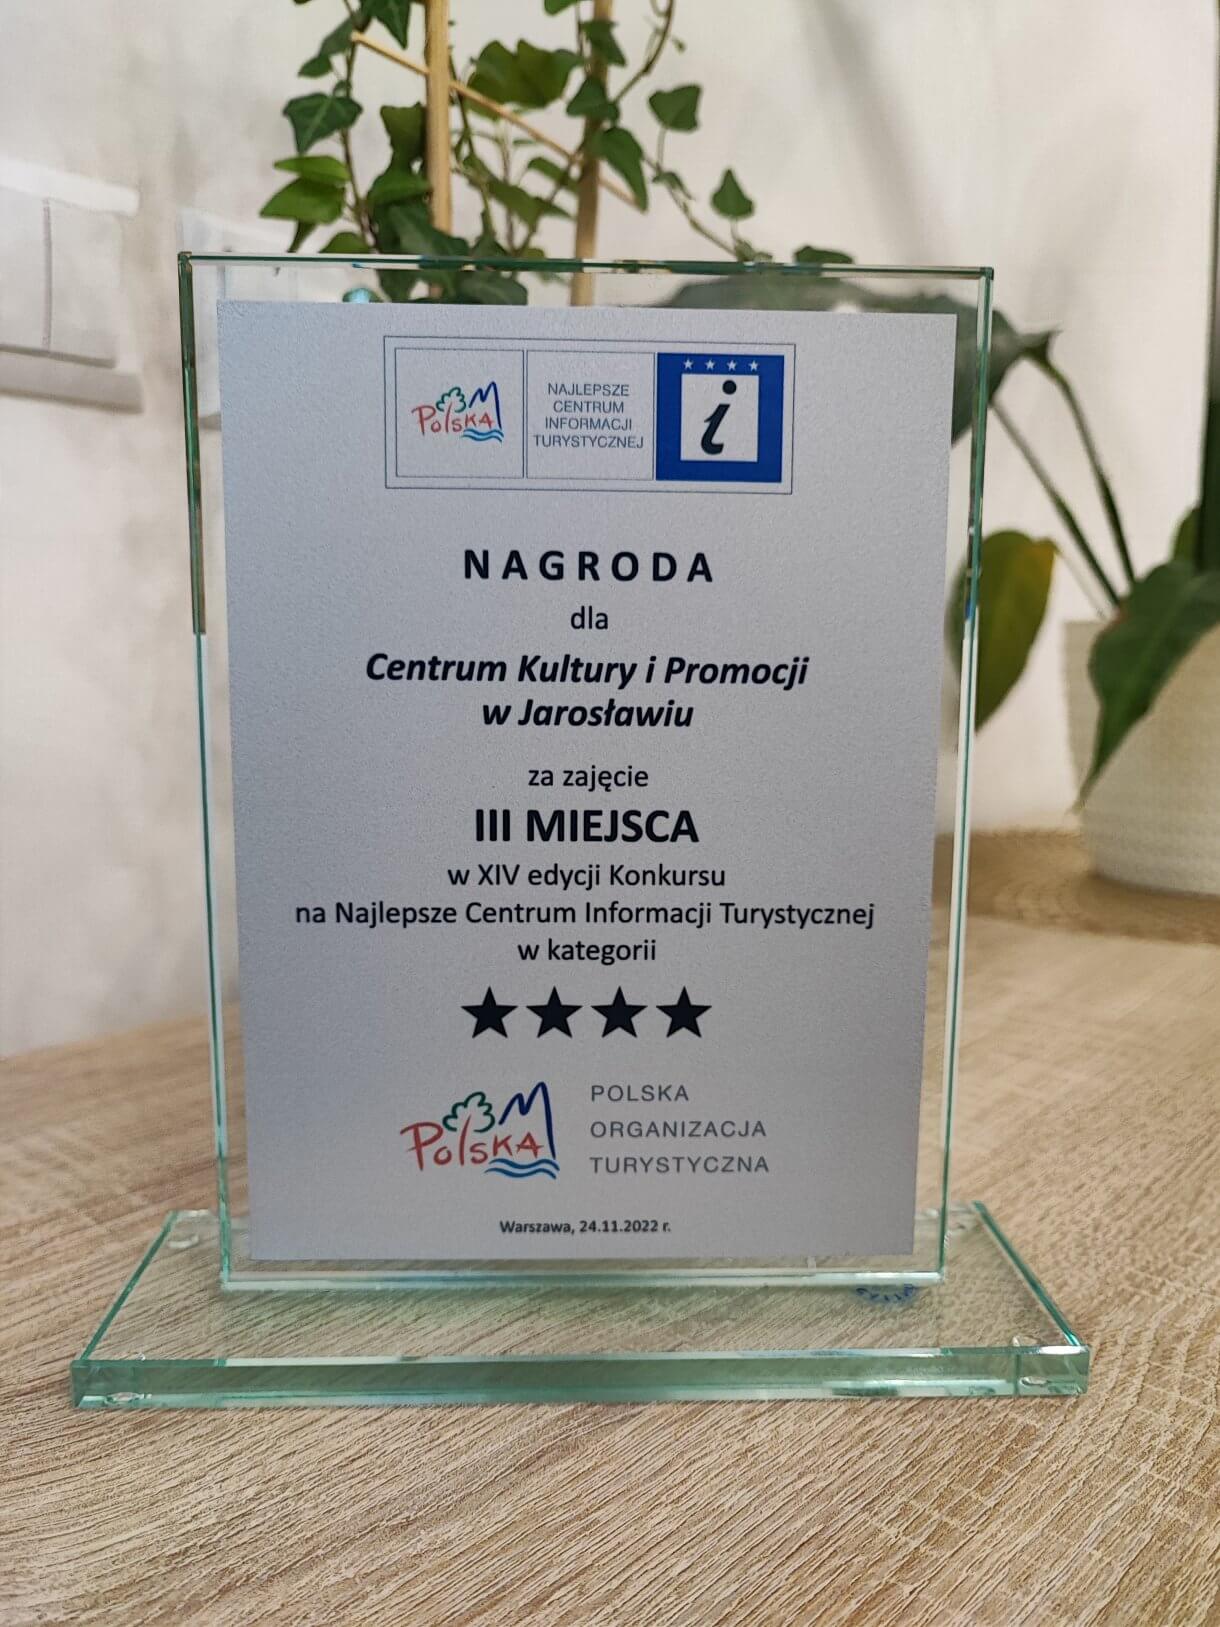 Polska
NAJLEPSZE
CENTRUM
INFORMACJI
TURYSTYCZNEJ
i
NAGRODA
dla
Centrum Kultury i Promocji
w Jarosławiu
za zajęcie
III MIEJSCA
w XIV edycji Konkursu
na Najlepsze Centrum Informacji Turystycznej
w kategorii
★★★★
Polska
POLSKA
ORGANIZACJA
TURYSTYCZNA
Warszawa, 24.11.2022 r.